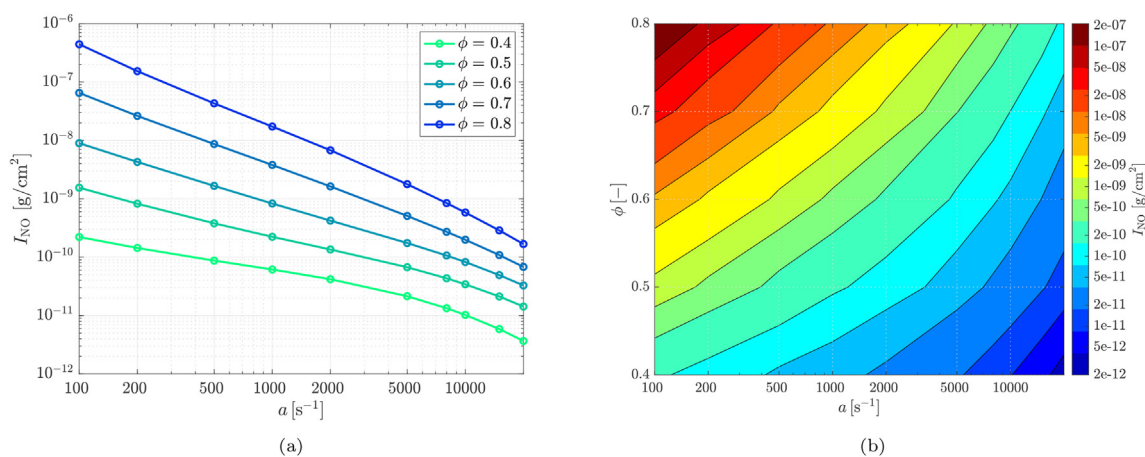 10⁻⁶
10⁻⁷
10⁻⁸
10⁻⁹
10⁻¹⁰
10⁻¹¹
10⁻¹²
I_NO [g/cm²]
ϕ = 0.4
ϕ = 0.5
ϕ = 0.6
ϕ = 0.7
ϕ = 0.8
100 200 500 1000 2000 5000 10000
a [s⁻¹]
(a)
0.8
0.7
0.6
0.5
0.4
ϕ [−]
100 200 500 1000 2000 5000 10000
a [s⁻¹]
2e-07
1e-07
5e-08
2e-08
1e-08
5e-09
2e-09
1e-09
5e-10
2e-10
1e-10
5e-11
2e-11
1e-11
5e-12
2e-12
I_NO [g/cm²]
(b)